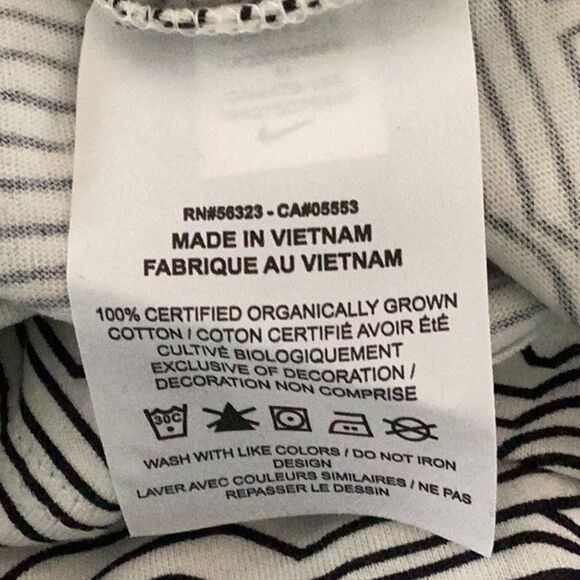 RN#56323 - CA#05553
MADE IN VIETNAM
FABRIQUE AU VIETNAM
100% CERTIFIED ORGANICALLY GROWN
COTTON / COTON CERTIFIÉ AVOIR ÉtÉ
CULTIVÉ BIOLOGIQUEMENT
EXCLUSIVE OF DECORATION /
DECORATION NON COMPRISE
30C
WASH WITH LIKE COLORS / DO NOT IRON
DESIGN
LAVER AVEC COULEURS SIMILAIRES / NE PAS
REPASSER LE DESSIN